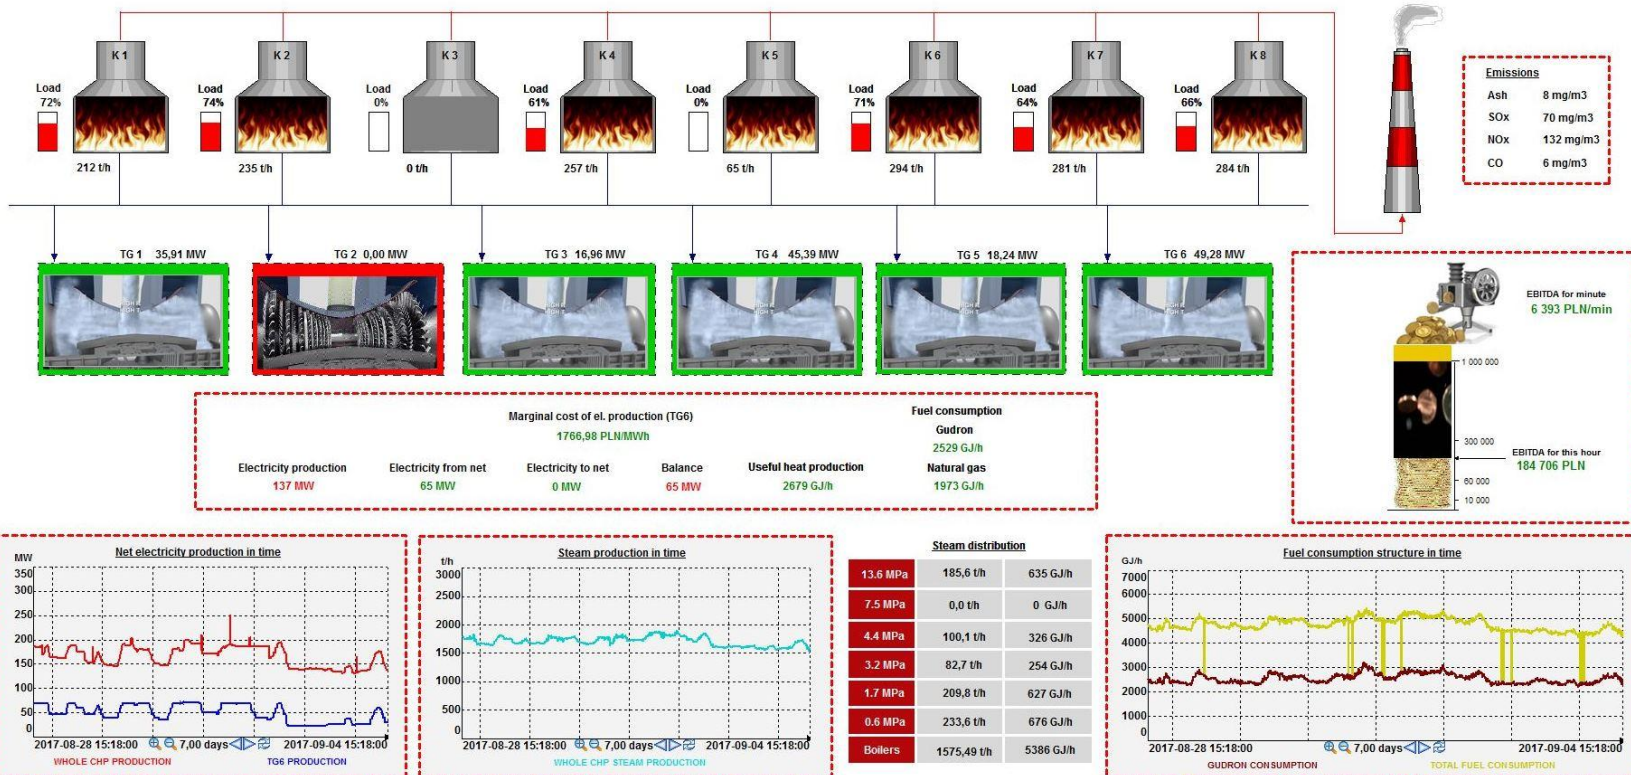 K 1 K 2 K 3 K 4 K 5 K 6 K 7 K 8
Load 72%
Load 74%
Load 0%
Load 61%
Load 0%
Load 71%
Load 64%
Load 66%
212 t/h 235 t/h 0 t/h 257 t/h 65 t/h 294 t/h 281 t/h 284 t/h
Emissions
Ash 8 mg/m3
SOx 70 mg/m3
NOx 132 mg/m3
CO 6 mg/m3
TG 1 35,91 MW
TG 2 0,00 MW
TG 3 16,96 MW
TG 4 45,39 MW
TG 5 18,24 MW
TG 6 49,28 MW
EBITDA for minute
6 393 PLN/min
1 000 000
300 000
60 000
10 000
EBITDA for this hour
184 706 PLN
Marginal cost of el. production (TG6)
1766,98 PLN/MWh
Fuel consumption
Gudron
2529 GJ/h
Electricity production Electricity from net Electricity to net Balance Useful heat production Natural gas
137 MW 65 MW 0 MW 65 MW 2679 GJ/h 1973 GJ/h
Net electricity production in time
MW
350
300
250
200
150
100
50
0
2017-08-28 15:18:00 7,00 days 2017-09-04 15:18:00
WHOLE CHP PRODUCTION TG6 PRODUCTION
Steam production in time
t/h
3000
2500
2000
1500
1000
500
0
2017-08-28 15:18:00 7,00 days 2017-09-04 15:18:00
WHOLE CHP STEAM PRODUCTION
Steam distribution
13.6 MPa 185,6 t/h 635 GJ/h
7.5 MPa 0,0 t/h 0 GJ/h
4.4 MPa 100,1 t/h 326 GJ/h
3.2 MPa 82,7 t/h 254 GJ/h
1.7 MPa 209,8 t/h 627 GJ/h
0.6 MPa 233,6 t/h 676 GJ/h
Boilers 1575,49 t/h 5386 GJ/h
Fuel consumption structure in time
GJ/h
7000
6000
5000
4000
3000
2000
1000
0
2017-08-28 15:18:00 7,00 days 2017-09-04 15:18:00
GUDRON CONSUMPTION TOTAL FUEL CONSUMPTION